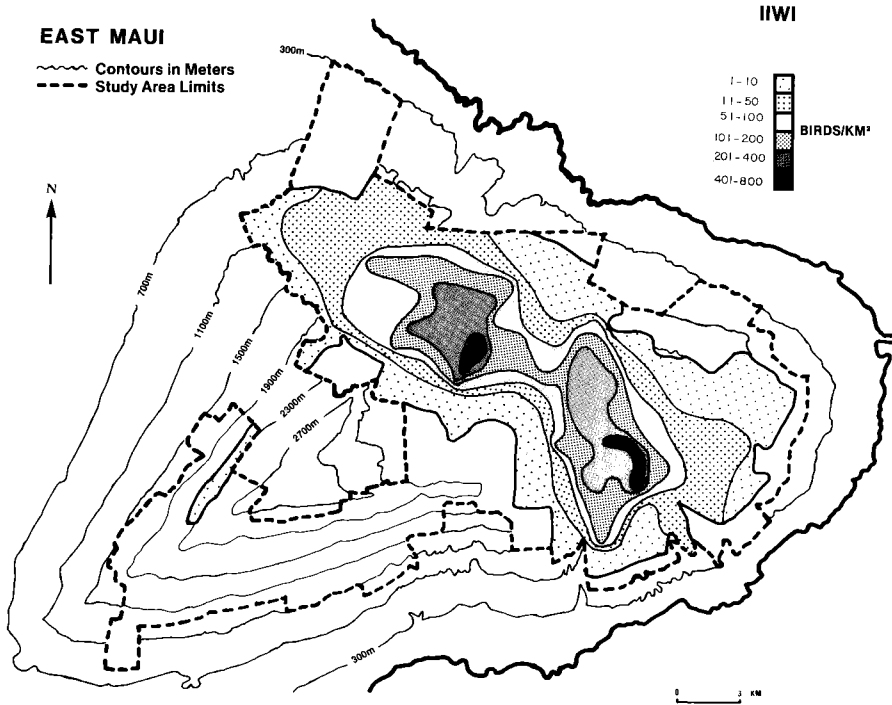 IIWI
EAST MAUI
Contours in Meters
Study Area Limits
300m
1-10
11-50
51-100
101-200
201-400
401-800
BIRDS/KM²
N
700m
1100m
1500m
1900m
2300m
2700m
300m
0 3 KM